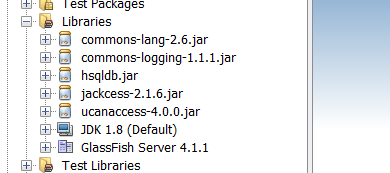 Test Packages
Libraries
commons-lang-2.6.jar
commons-logging-1.1.1.jar
hsqldb.jar
jackcess-2.1.6.jar
ucanaccess-4.0.0.jar
JDK 1.8 (Default)
GlassFish Server 4.1.1
Test Libraries